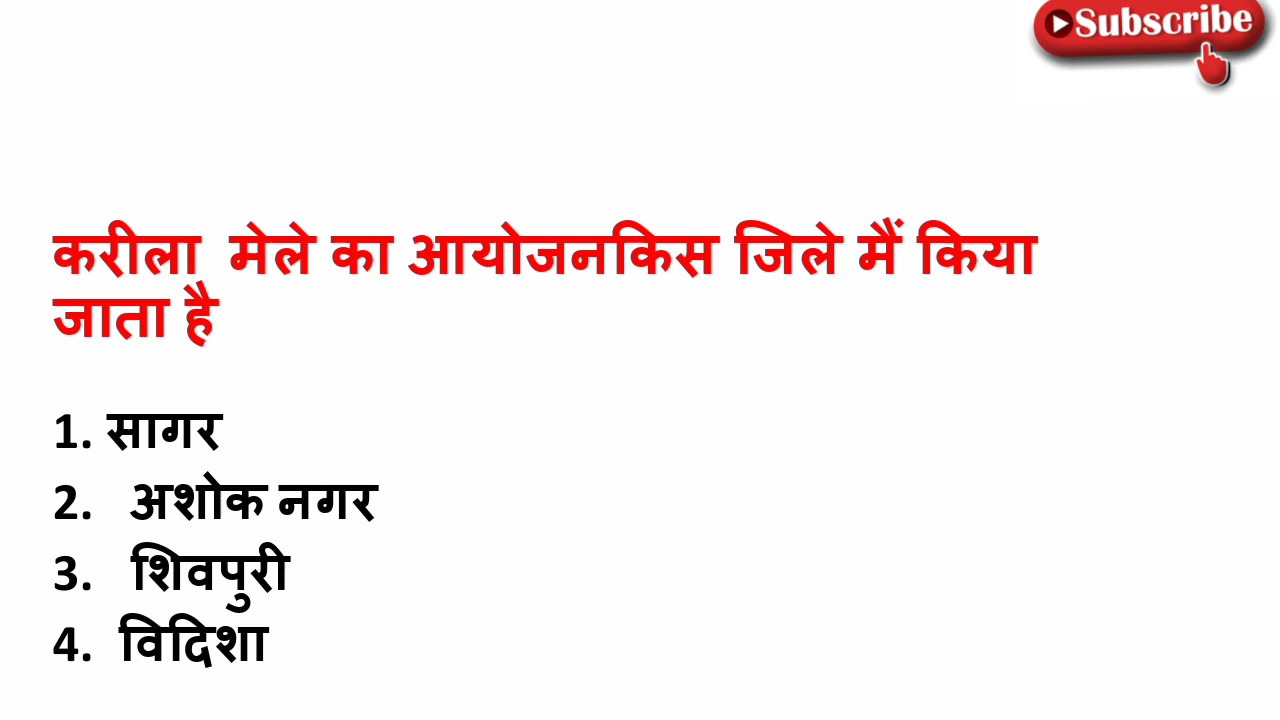 Subscribe
करीला मेले का आयोजनकिस जिले मैं किया
जाता है
1. सागर
2. अशोक नगर
3. शिवपुरी
4. विदिशा